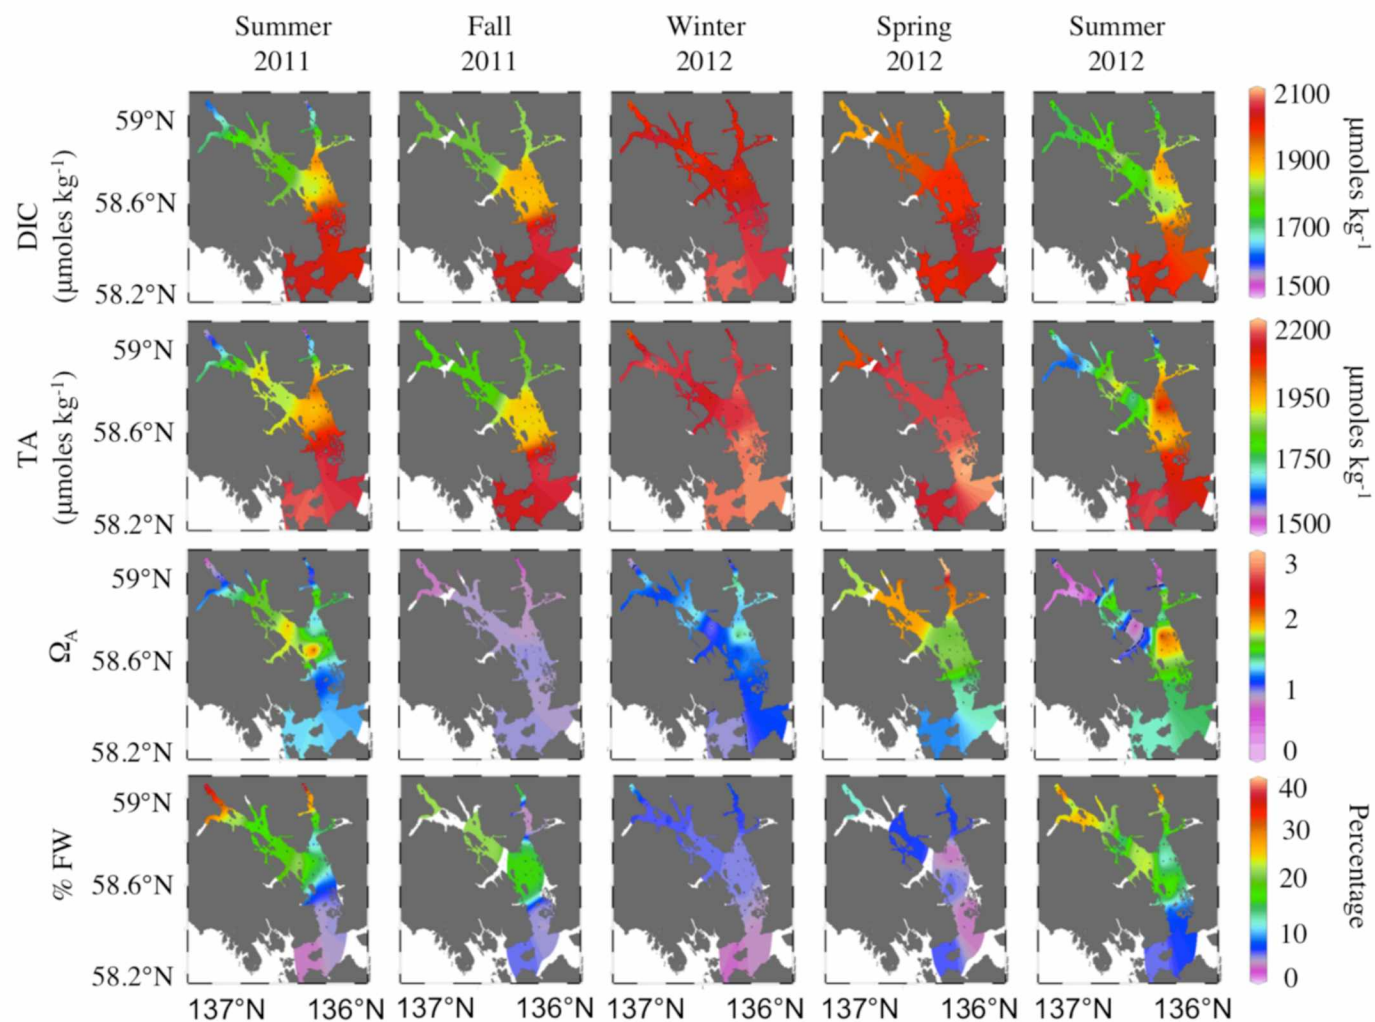 Summer Fall Winter Spring Summer
2011 2011 2012 2012 2012
DIC
(µmoles kg⁻¹)
59°N
58.6°N
58.2°N
2100
1900
1700
1500
µmoles kg⁻¹
TA
(µmoles kg⁻¹)
59°N
58.6°N
58.2°N
2200
1950
1750
1500
µmoles kg⁻¹
Ω_A
59°N
58.6°N
58.2°N
3
2
1
0
% FW
59°N
58.6°N
58.2°N
40
30
20
10
0
Percentage
137°N 136°N 137°N 136°N 137°N 136°N 137°N 136°N 137°N 136°N